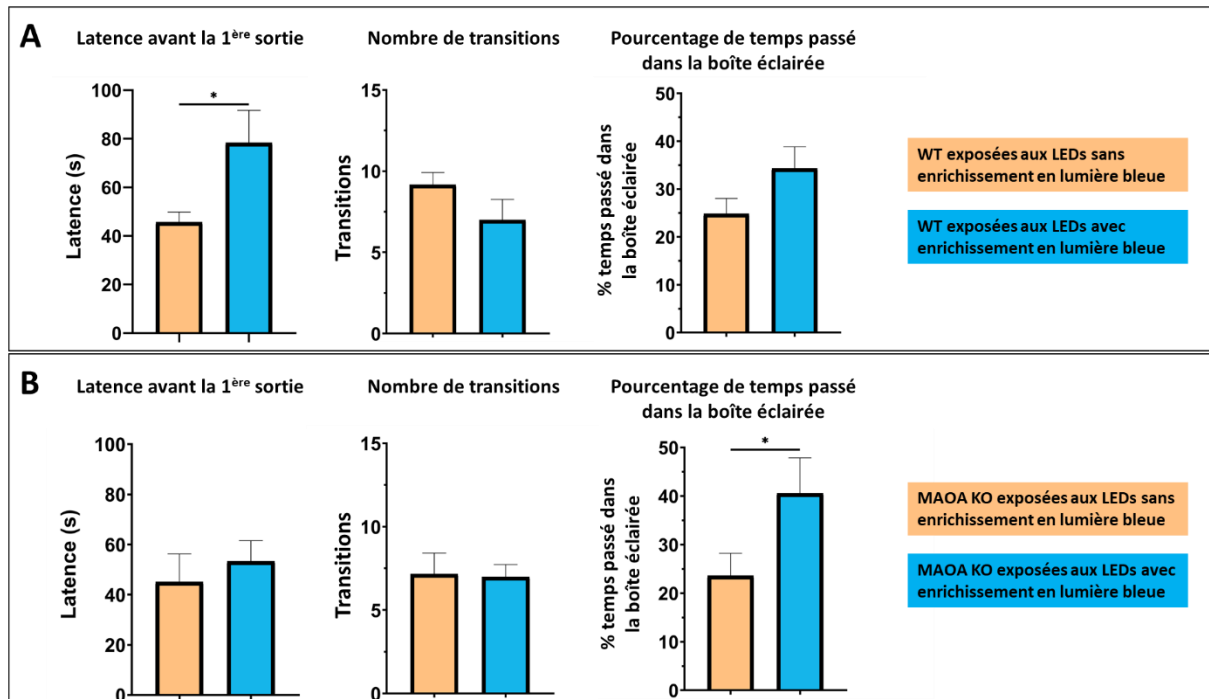 A
Latence avant la 1ère sortie
Nombre de transitions
Pourcentage de temps passé
dans la boîte éclairée
Latence (s)
100
80
60
40
20
0
*
Transitions
15
10
5
0
% temps passé dans
la boîte éclairée
50
40
30
20
10
0
WT exposées aux LEDs sans
enrichissement en lumière bleue
WT exposées aux LEDs avec
enrichissement en lumière bleue
B
Latence avant la 1ère sortie
Nombre de transitions
Pourcentage de temps passé
dans la boîte éclairée
Latence (s)
100
80
60
40
20
0
Transitions
15
10
5
0
% temps passé dans
la boîte éclairée
50
40
30
20
10
0
*
MAOA KO exposées aux LEDs sans
enrichissement en lumière bleue
MAOA KO exposées aux LEDs avec
enrichissement en lumière bleue